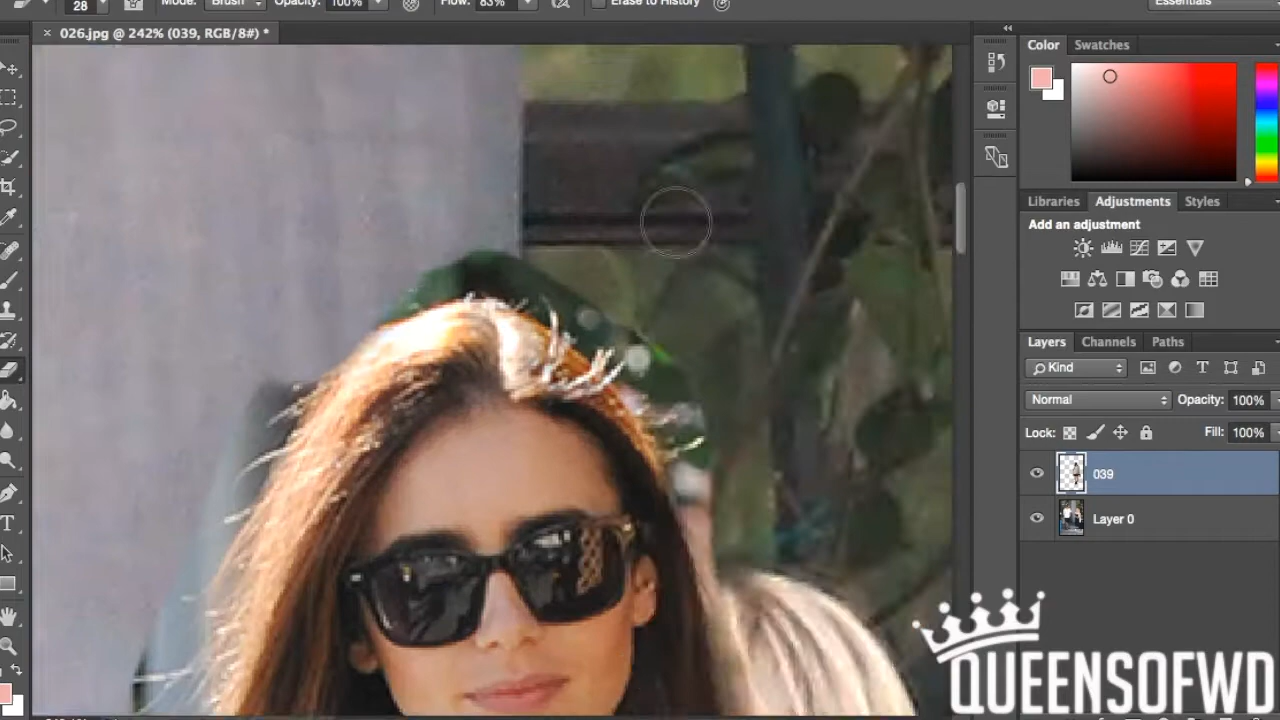 28 Mode: Brush Opacity: 100% Flow: 83% Erase to History Essentials
× 026.jpg @ 242% (039, RGB/8#) *
Color Swatches
Libraries Adjustments Styles
Add an adjustment
Layers Channels Paths
Kind T
Normal Opacity: 100%
Lock: Fill: 100%
039
Layer 0
T
QUEENSOFWD